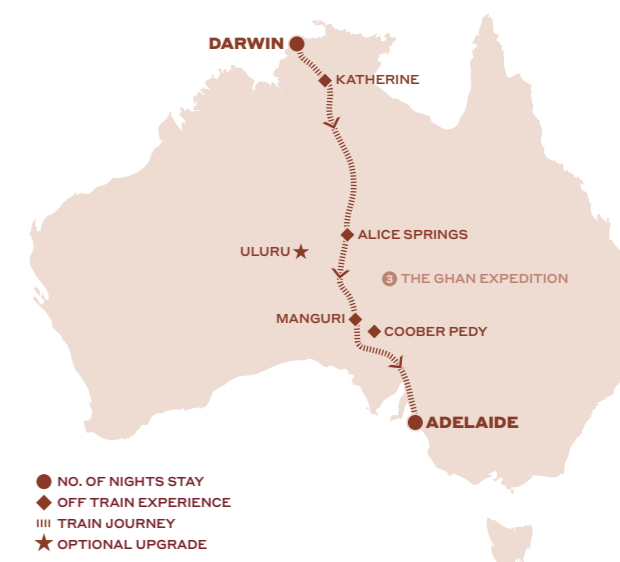 DARWIN
KATHERINE
ALICE SPRINGS
ULURU
3 THE GHAN EXPEDITION
MANGURI
COOBER PEDY
ADELAIDE
NO. OF NIGHTS STAY
OFF TRAIN EXPERIENCE
TRAIN JOURNEY
OPTIONAL UPGRADE